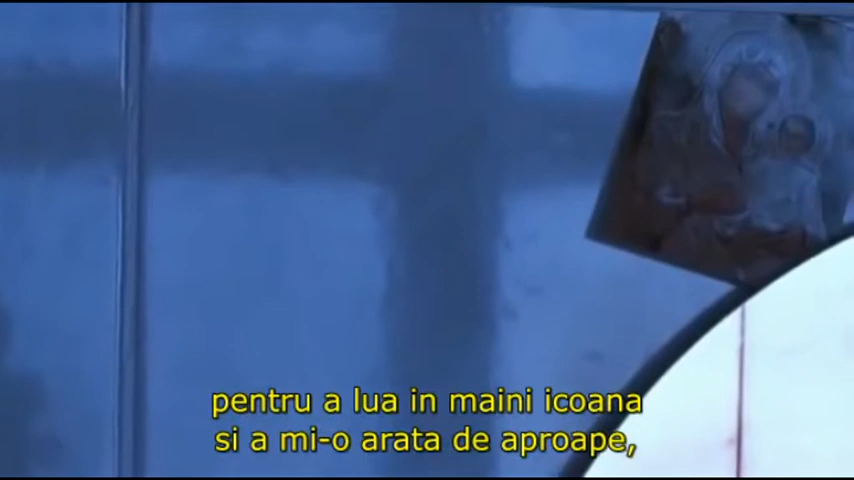 pentru a lua in maini icoana
si a mi-o arata de aproape,